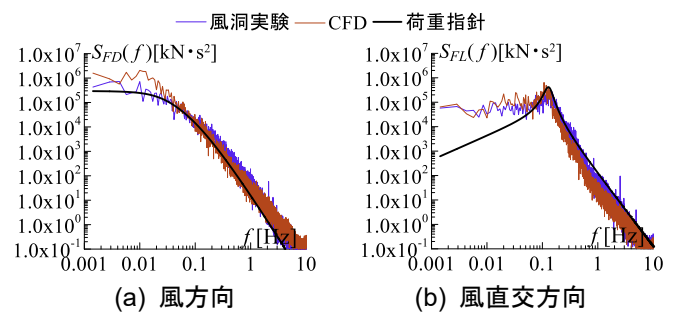 風洞実験 CFD 荷重指針
S_FD(f)[kN・s²] S_FL(f)[kN・s²]
1.0x10⁷ 1.0x10⁷
1.0x10⁶ 1.0x10⁶
1.0x10⁵ 1.0x10⁵
1.0x10⁴ 1.0x10⁴
1.0x10³ 1.0x10³
1.0x10² 1.0x10²
1.0x10¹ 1.0x10¹
1.0x10⁰ 1.0x10⁰
1.0x10⁻¹ 1.0x10⁻¹
f[Hz] f[Hz]
0.001 0.01 0.1 1 10 0.001 0.01 0.1 1 10
(a) 風方向 (b) 風直交方向